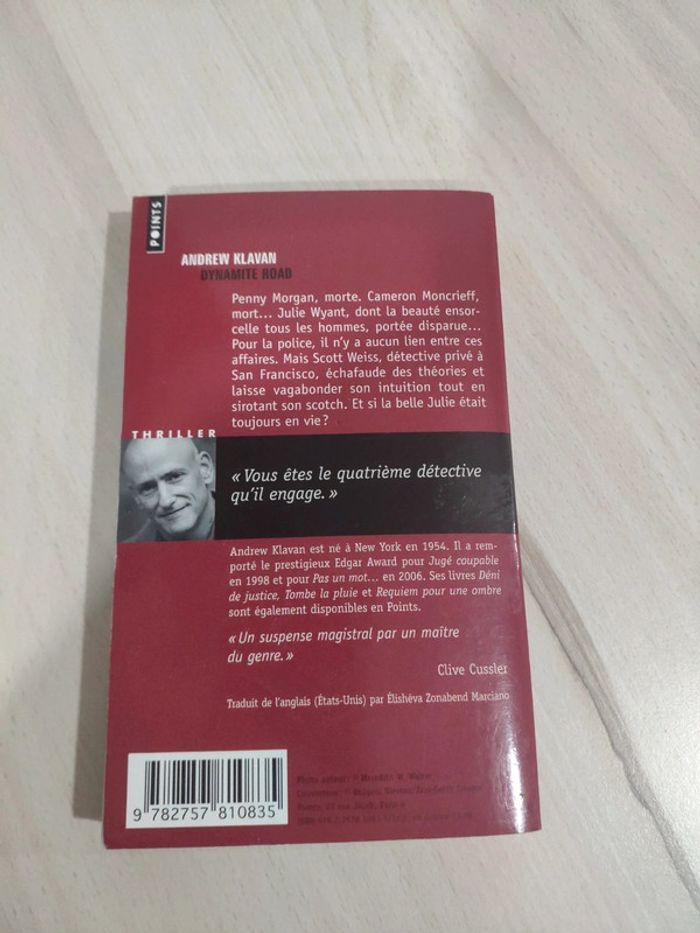 POINTS
ANDREW KLAVAN
DYNAMITE ROAD
Penny Morgan, morte. Cameron Moncrieff,
mort... Julie Wyant, dont la beauté ensor-
celle tous les hommes, portée disparue...
Pour la police, il n'y a aucun lien entre ces
affaires. Mais Scott Weiss, détective privé à
San Francisco, échafaude des théories et
laisse vagabonder son intuition tout en
sirotant son scotch. Et si la belle Julie était
toujours en vie ?
THRILLER
« Vous êtes le quatrième détective
qu'il engage. »
Andrew Klavan est né à New York en 1954. Il a rem-
porté le prestigieux Edgar Award pour Jugé coupable
en 1998 et pour Pas un mot... en 2006. Ses livres Déni
de justice, Tombe la pluie et Requiem pour une ombre
sont également disponibles en Points.
« Un suspense magistral par un maître
du genre. »
Clive Cussler
Traduit de l'anglais (États-Unis) par Élishéva Zonabend Marciano
Photo auteur : ©
Couverture : ©
9 782757 810835